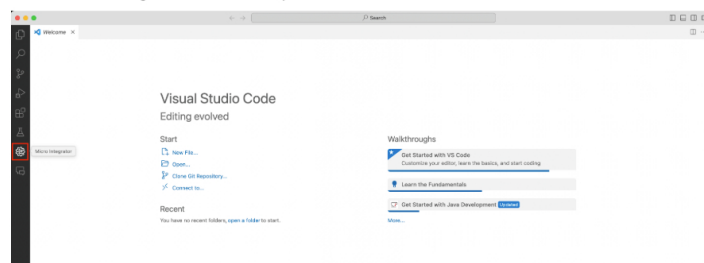 Search
Welcome
Visual Studio Code
Editing evolved
Start
New File...
Open...
Clone Git Repository...
Connect to...
Recent
You have no recent folders, open a folder to start.
Walkthroughs
Get Started with VS Code
Customize your editor, learn the basics, and start coding
Learn the Fundamentals
Get Started with Java Development Updated
More...
Micro Integrator